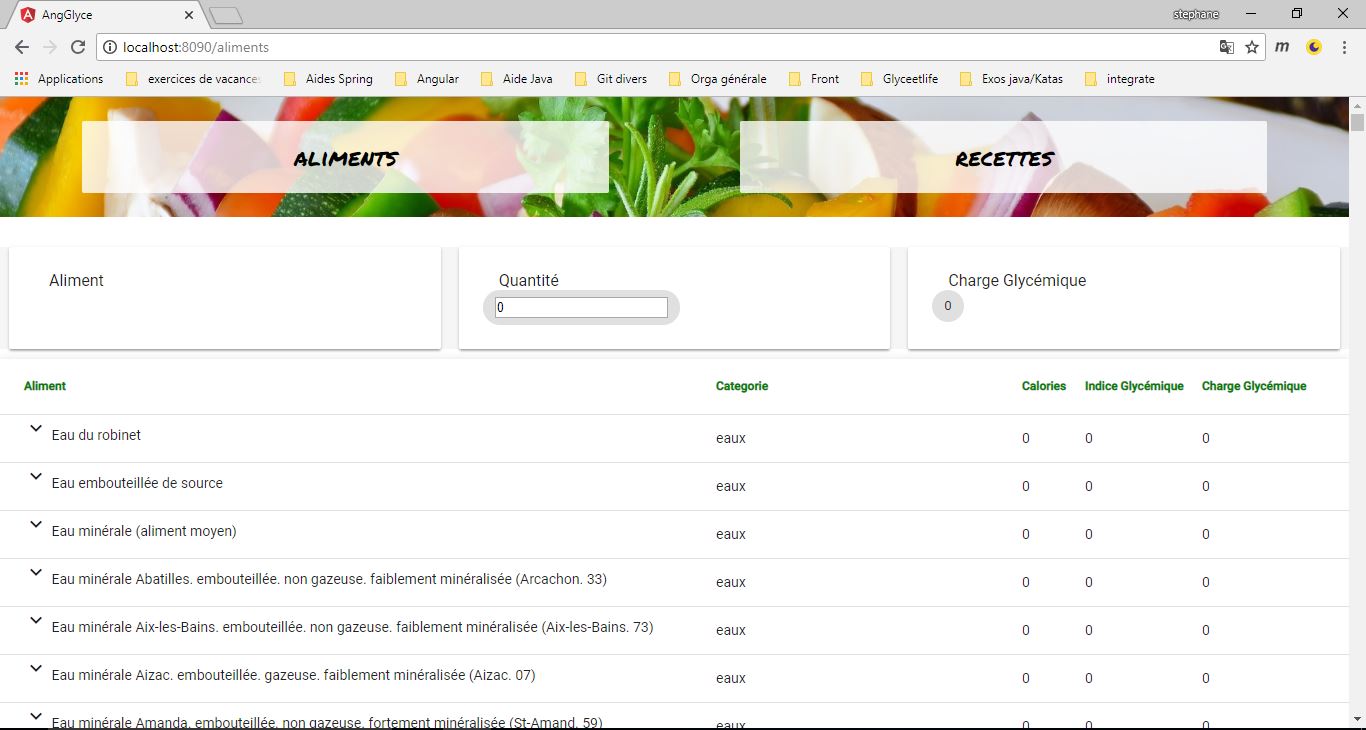 AngGlyce
stephane
localhost:8090/aliments
Applications exercices de vacances Aides Spring Angular Aide Java Git divers Orga générale Front Glyceetlife Exos java/Katas integrate
ALIMENTS RECETTES
Aliment Quantité Charge Glycémique
0 0
Aliment Categorie Calories Indice Glycémique Charge Glycémique
Eau du robinet eaux 0 0 0
Eau embouteillée de source eaux 0 0 0
Eau minérale (aliment moyen) eaux 0 0 0
Eau minérale Abatilles. embouteillée. non gazeuse. faiblement minéralisée (Arcachon. 33) eaux 0 0 0
Eau minérale Aix-les-Bains. embouteillée. non gazeuse. faiblement minéralisée (Aix-les-Bains. 73) eaux 0 0 0
Eau minérale Aizac. embouteillée. gazeuse. faiblement minéralisée (Aizac. 07) eaux 0 0 0
Eau minérale Amanda. embouteillée. non gazeuse. fortement minéralisée (St-Amand. 59) eaux 0 0 0